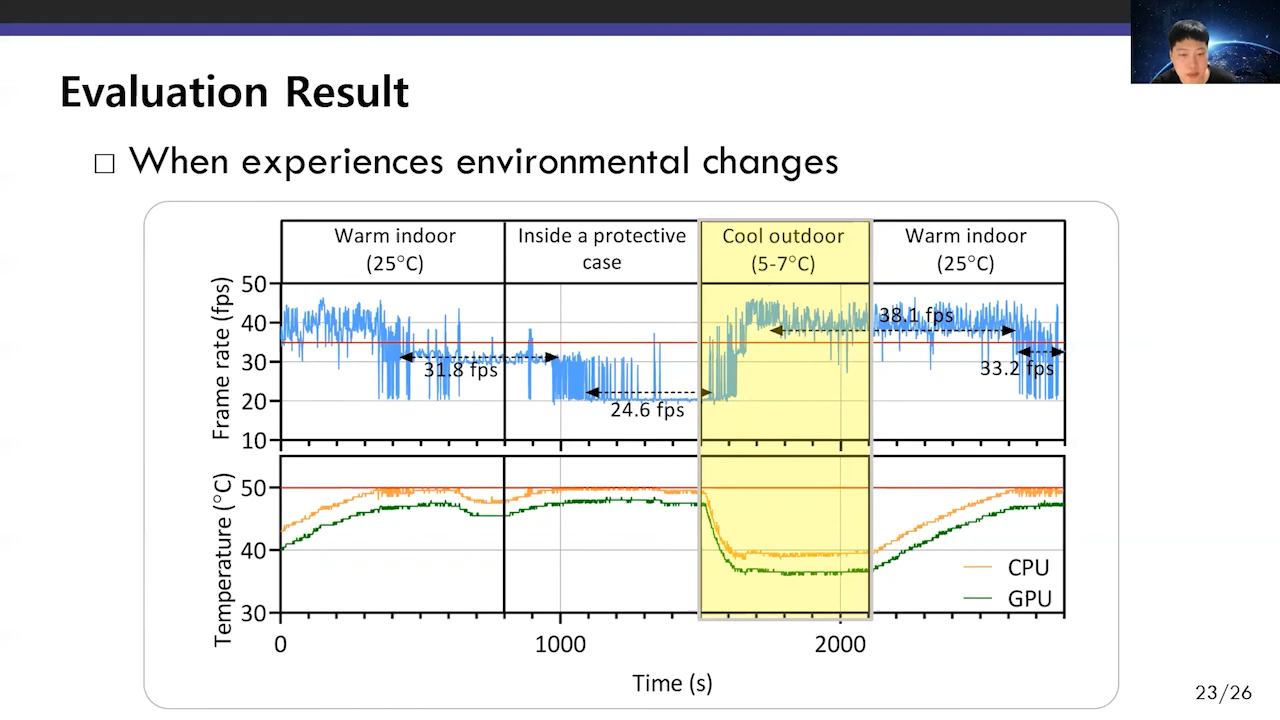 Evaluation Result
□ When experiences environmental changes
Warm indoor
(25°C)
Inside a protective
case
Cool outdoor
(5-7°C)
Warm indoor
(25°C)
Frame rate (fps)
50
40
30
20
10
31.8 fps
24.6 fps
38.1 fps
33.2 fps
Temperature (°C)
50
40
30
CPU
GPU
0
1000
2000
Time (s)
23/26